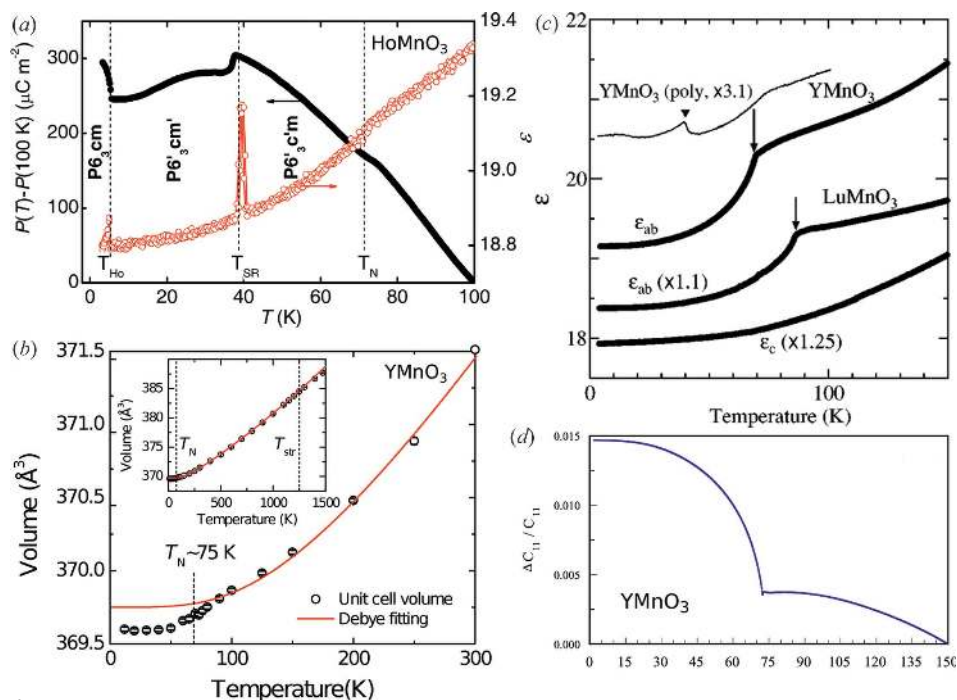 (a)
HoMnO3
P(T)-P(100 K) (μC m⁻²)
300
200
100
90
0
19.4
19.2
19.0
18.8
ε
P6₃cm
P6'₃cm'
P6'₃c'm
T_Ho
T_SR
T_N
0 20 40 60 80 100
T (K)
(b)
YMnO₃
Volume (Å³)
371.5
371.0
370.5
370.0
369.5
Volume (Å³)
385
380
375
370
T_N
T_str
0 500 1000 1500
Temperature (K)
T_N~75 K
Unit cell volume
Debye fitting
0 100 200 300
Temperature(K)
(c)
ε
21
20
18
YMnO₃ (poly, x3.1)
YMnO₃
ε_ab
LuMnO₃
ε_ab (x1.1)
ε_c (x1.25)
0 100
Temperature (K)
(d)
ΔC₁₁ / C₁₁
0.015
0.010
0.005
0.000
YMnO₃
0 15 30 45 60 75 90 105 120 135 150